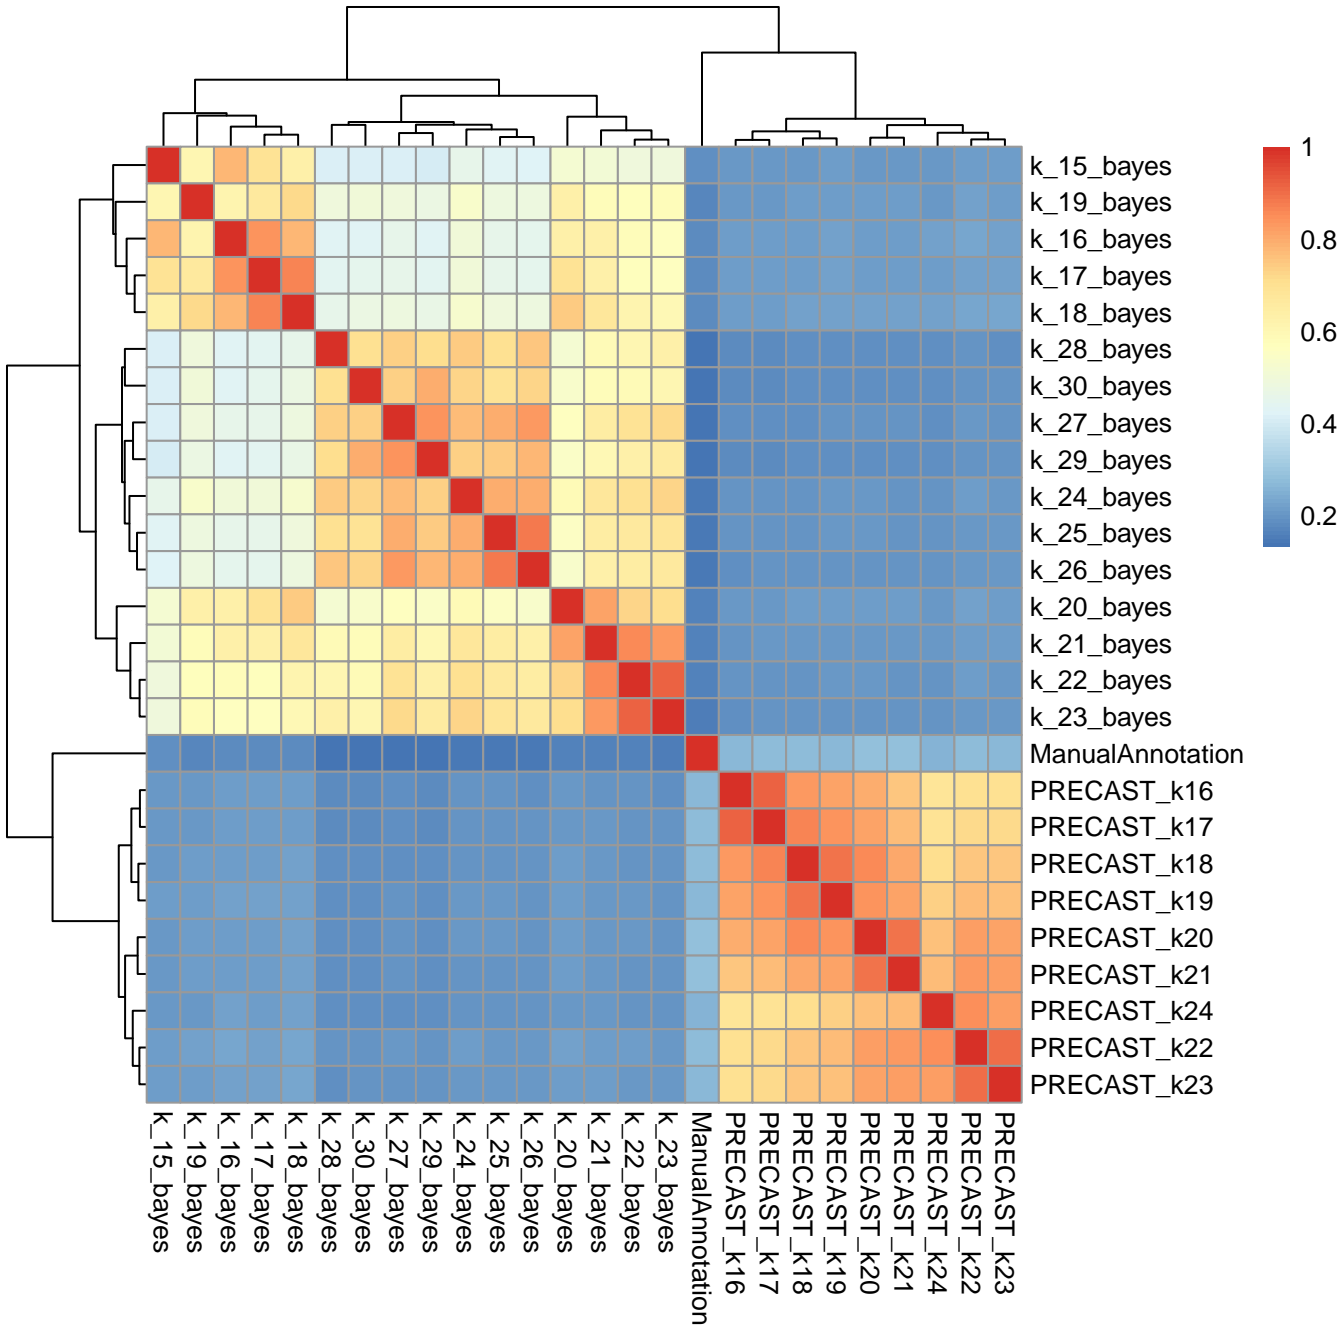 k_15_bayes
k_19_bayes
k_16_bayes
k_17_bayes
k_18_bayes
k_28_bayes
k_30_bayes
k_27_bayes
k_29_bayes
k_24_bayes
k_25_bayes
k_26_bayes
k_20_bayes
k_21_bayes
k_22_bayes
k_23_bayes
ManualAnnotation
PRECAST_k16
PRECAST_k17
PRECAST_k18
PRECAST_k19
PRECAST_k20
PRECAST_k21
PRECAST_k24
PRECAST_k22
PRECAST_k23
1
0.8
0.6
0.4
0.2
k_15_bayes
k_19_bayes
k_16_bayes
k_17_bayes
k_18_bayes
k_28_bayes
k_30_bayes
k_27_bayes
k_29_bayes
k_24_bayes
k_25_bayes
k_26_bayes
k_20_bayes
k_21_bayes
k_22_bayes
k_23_bayes
ManualAnnotation
PRECAST_k16
PRECAST_k17
PRECAST_k18
PRECAST_k19
PRECAST_k20
PRECAST_k21
PRECAST_k24
PRECAST_k22
PRECAST_k23